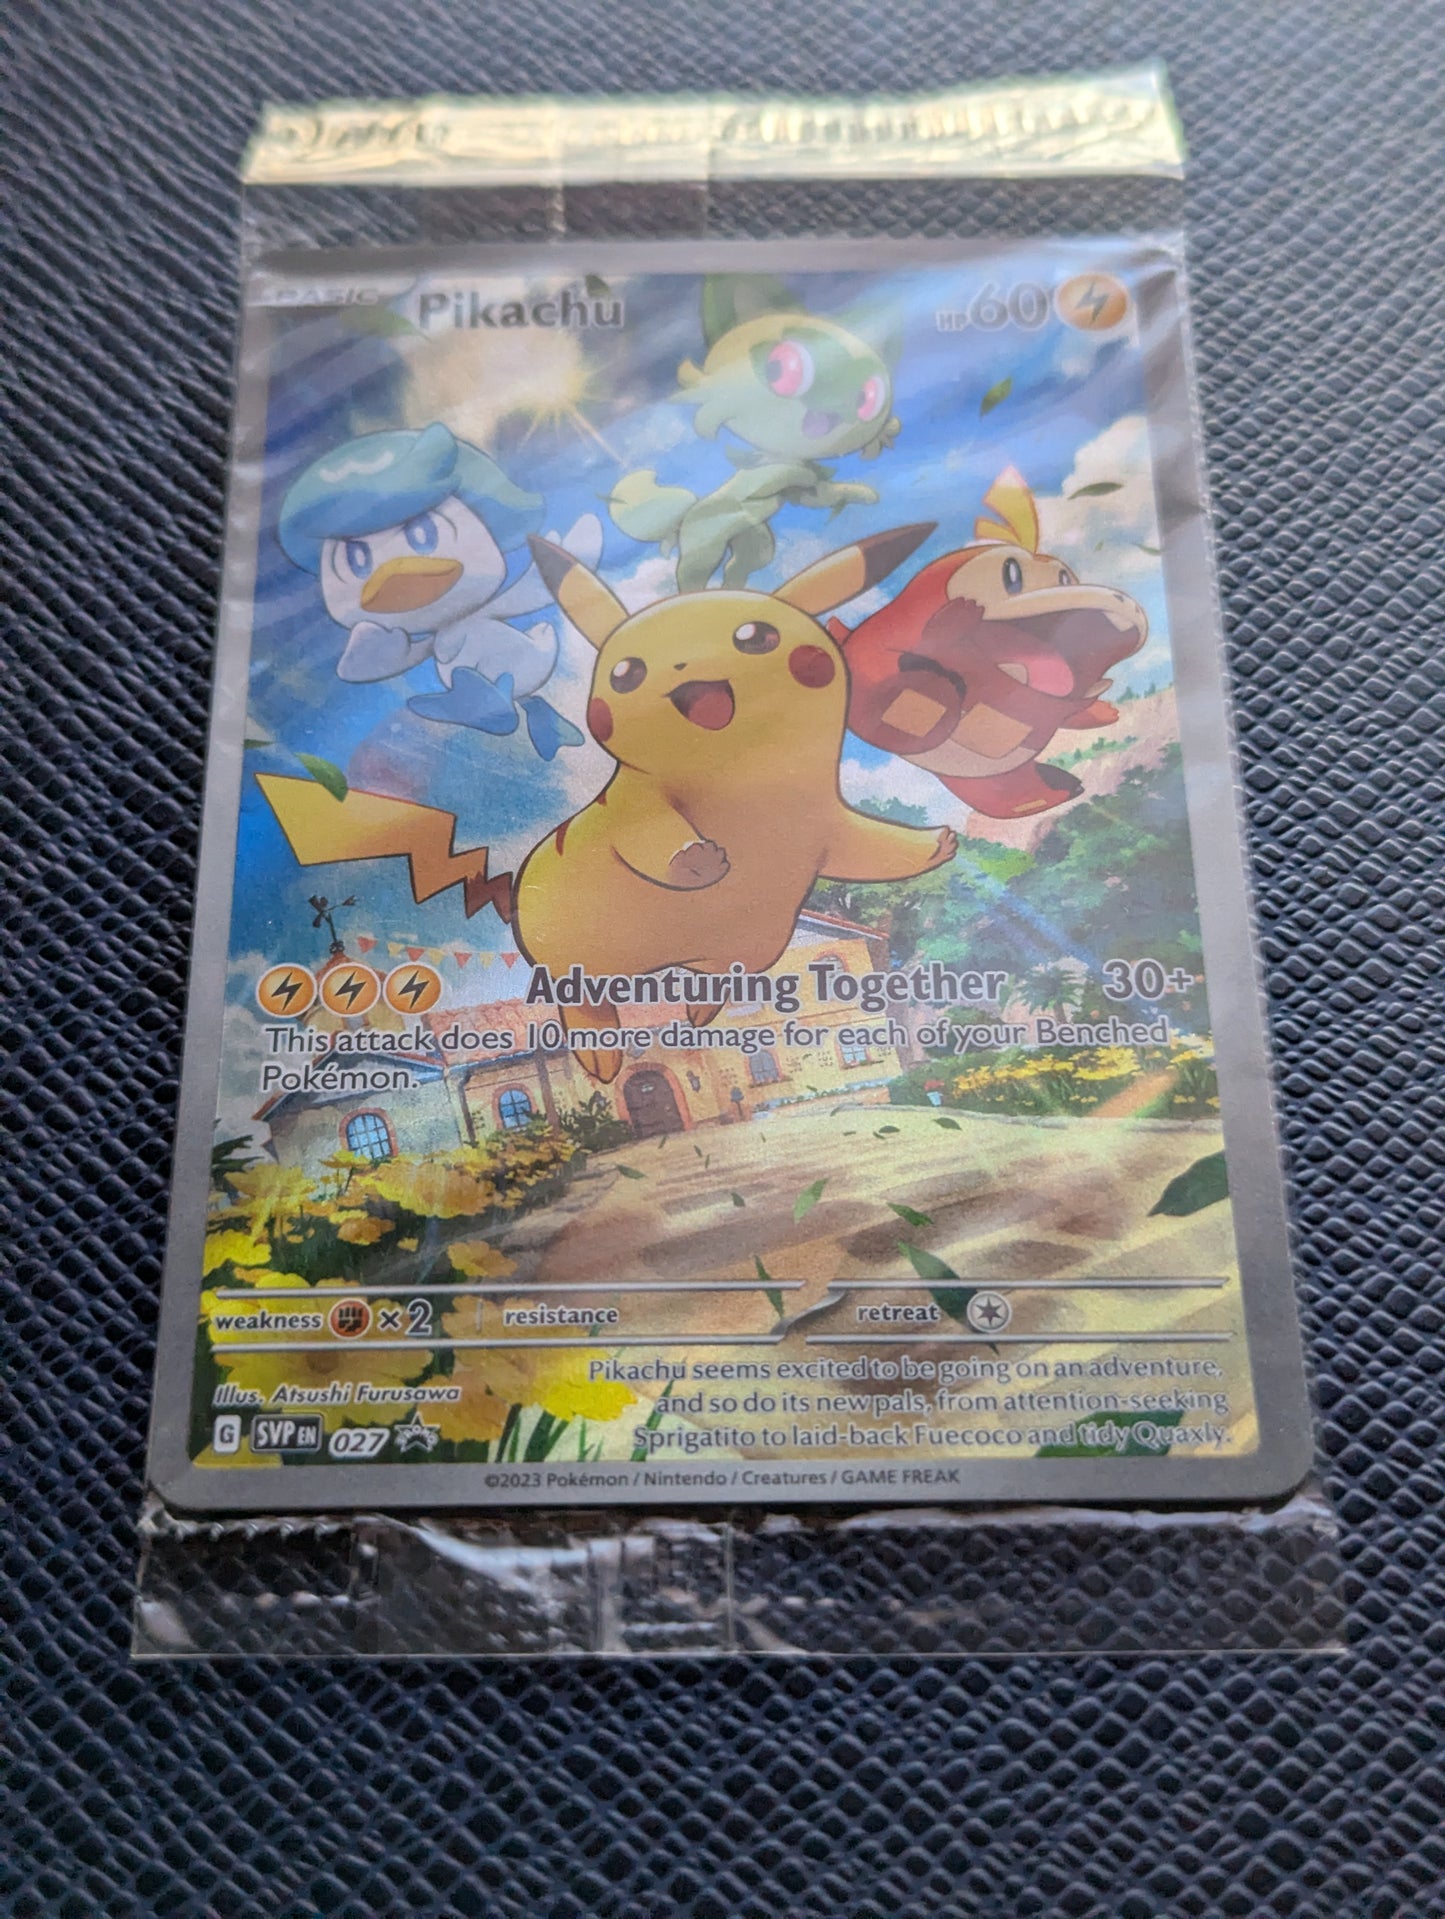 BASIC Pikachu HP60
Adventuring Together 30+
This attack does 10 more damage for each of your Benched
Pokémon.
weakness ×2 resistance retreat
Illus. Atsushi Furusawa
Pikachu seems excited to be going on an adventure,
and so do its new pals, from attention-seeking
Sprigatito to laid-back Fuecoco and tidy Quaxly.
G SVP EN 027
©2023 Pokémon / Nintendo / Creatures / GAME FREAK